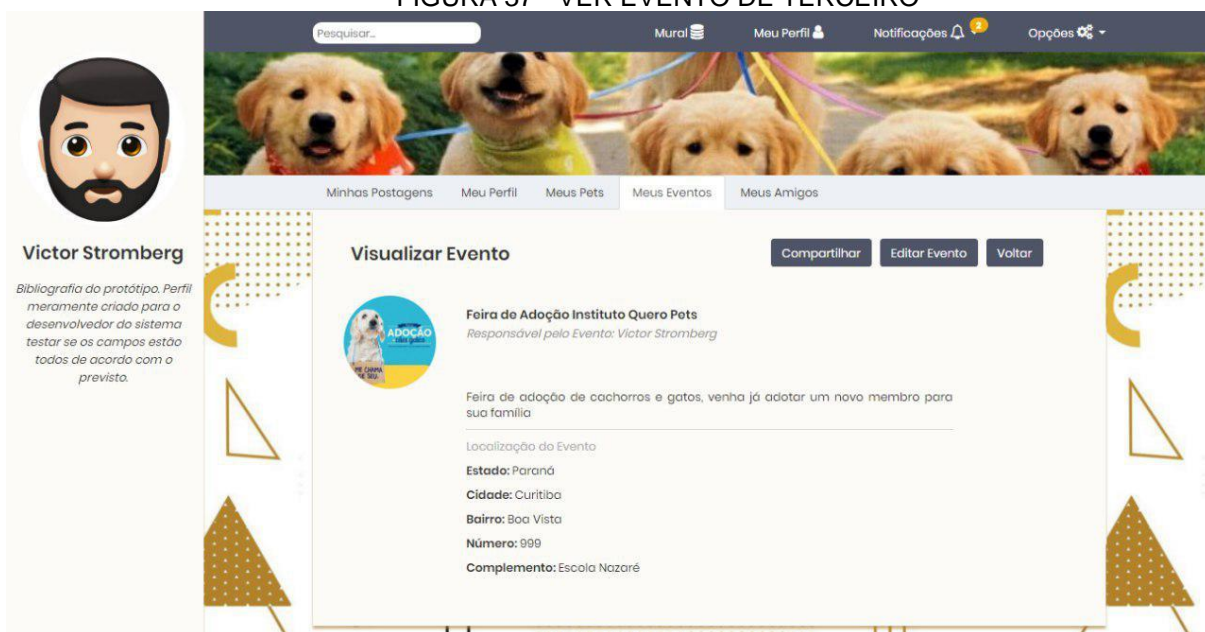 FIGURA 37 - VER EVENTO DE TERCEIRO
Pesquisar...
Mural
Meu Perfil
Notificações
2
Opções
Minhas Postagens
Meu Perfil
Meus Pets
Meus Eventos
Meus Amigos
Victor Stromberg
Bibliografia do protótipo. Perfil
meramente criado para o
desenvolvedor do sistema
testar se os campos estão
todos de acordo com o
previsto.
Visualizar Evento
Compartilhar
Editar Evento
Voltar
ADOÇÃO
ME CHAMA
DE SEU.
Feira de Adoção Instituto Quero Pets
Responsável pelo Evento: Victor Stromberg
Feira de adoção de cachorros e gatos, venha já adotar um novo membro para
sua família
Localização do Evento
Estado: Paraná
Cidade: Curitiba
Bairro: Boa Vista
Número: 999
Complemento: Escola Nazaré